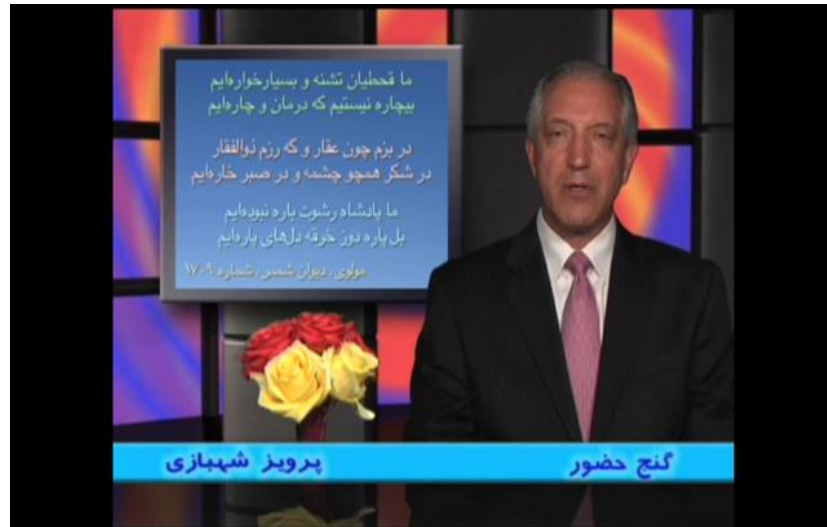 ما قحطیان تشنه و بسیارخواره‌ایم
بیچاره نیستیم که درمان و چاره‌ایم
در بزم چون عقار و گه رزم ذوالفقار
در شکر همچو چشمه و در صبر خاره‌ایم
ما پادشاه رشوت باره نبوده‌ایم
بل پاره دوز خرقه دل‌های پاره‌ایم
مولوی، دیوان شمس، شماره ۱۷۰۹
گنج حضور
پرویز شهبازی